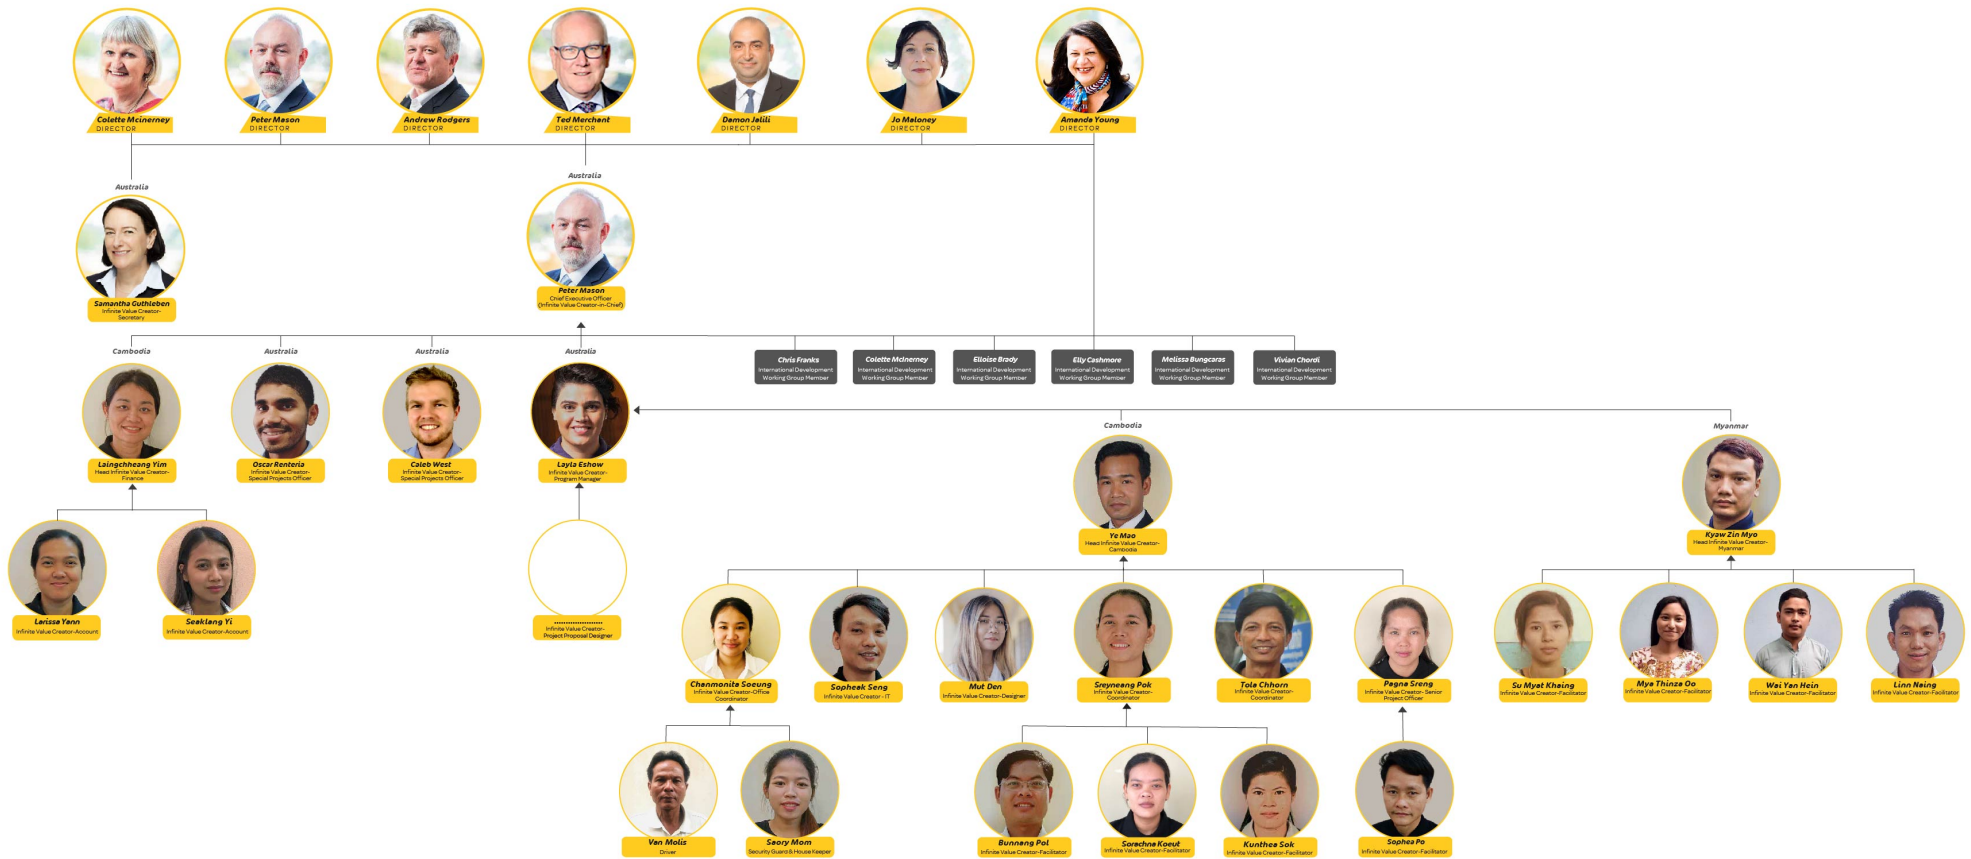 Colette Mcinerney
DIRECTOR
Peter Mason
DIRECTOR
Andrew Rodgers
DIRECTOR
Ted Merchant
DIRECTOR
Damon Jalili
DIRECTOR
Jo Maloney
DIRECTOR
Amanda Young
DIRECTOR
Australia
Samantha Guthleben
Infinite Value Creator-
Secretary
Australia
Peter Mason
Chief Executive Officer
(Infinite Value Creator-in-Chief)
Cambodia
Laingchheang Yim
Head Infinite Value Creator-
Finance
Australia
Oscar Renteria
Infinite Value Creator-
Special Projects Officer
Australia
Caleb West
Infinite Value Creator-
Special Projects Officer
Australia
Layla Eshow
Infinite Value Creator-
Program Manager
Chris Franks
International Development
Working Group Member
Colette McInerney
International Development
Working Group Member
Elloise Brady
International Development
Working Group Member
Elly Cashmore
International Development
Working Group Member
Melissa Bungcaras
International Development
Working Group Member
Vivian Chordi
International Development
Working Group Member
Cambodia
Ye Mao
Head Infinite Value Creator-
Cambodia
Myanmar
Kyaw Zin Myo
Head Infinite Value Creator-
Myanmar
Larissa Yann
Infinite Value Creator-Account
Seaklang Yi
Infinite Value Creator-Account
.....................
Infinite Value Creator-
Project Proposal Designer
Chanmonita Soeung
Infinite Value Creator-Office
Coordinator
Sopheak Seng
Infinite Value Creator - IT
Mut Den
Infinite Value Creator-Designer
Sreyneang Pok
Infinite Value Creator-
Coordinator
Tola Chhorn
Infinite Value Creator-
Coordinator
Pagna Sreng
Infinite Value Creator- Senior
Project Officer
Su Myat Khaing
Infinite Value Creator-Facilitator
Mya Thinza Oo
Infinite Value Creator-Facilitator
Wai Yan Hein
Infinite Value Creator-Facilitator
Linn Naing
Infinite Value Creator-Facilitator
Van Molis
Driver
Saory Mom
Security Guard & House Keeper
Bunnang Pol
Infinite Value Creator-Facilitator
Sorachna Koeut
Infinite Value Creator-Facilitator
Kunthea Sok
Infinite Value Creator-Facilitator
Sophea Po
Infinite Value Creator-Facilitator